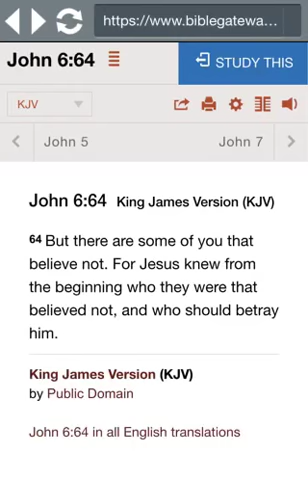 https://www.biblegatewa...
John 6:64
STUDY THIS
KJV
John 5
John 7
John 6:64 King James Version (KJV)
64 But there are some of you that
believe not. For Jesus knew from
the beginning who they were that
believed not, and who should betray
him.
King James Version (KJV)
by Public Domain
John 6:64 in all English translations